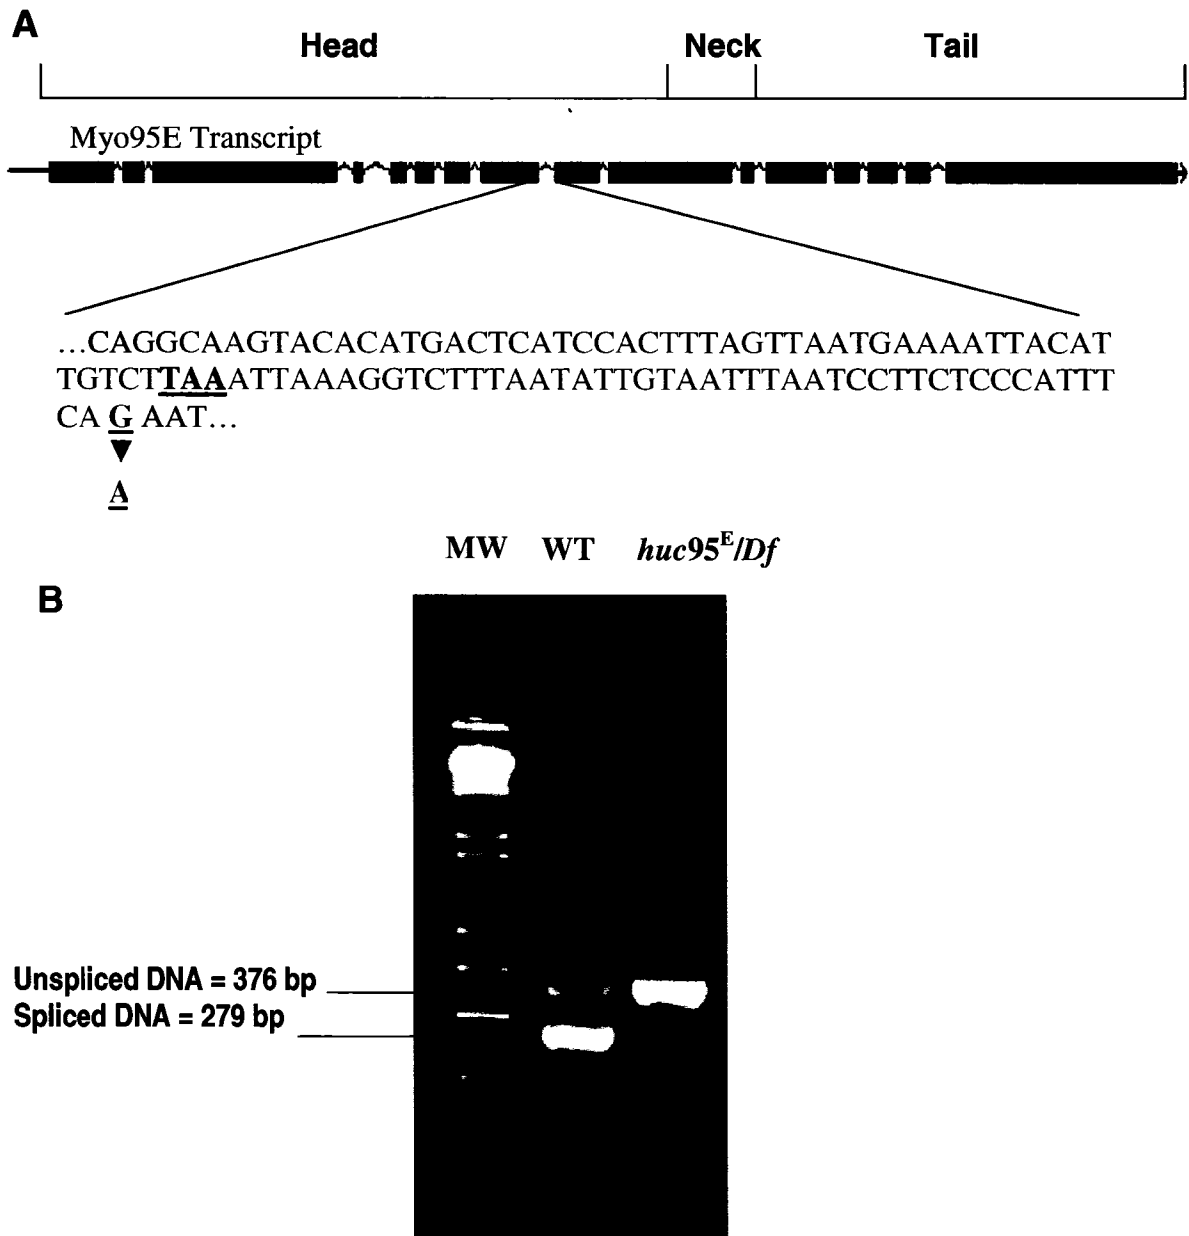 A
Head Neck Tail
Myo95E Transcript
...CAGGCAAGTACACATGACTCATCCACTTTAGTTAATGAAAATTACAT
TGTCTTAAATTAAAGGTCTTTAATATTGTAATTTAATCCTTCTCCCATTT
CA G AAT...
A
MW WT huc95E/Df
B
Unspliced DNA = 376 bp
Spliced DNA = 279 bp